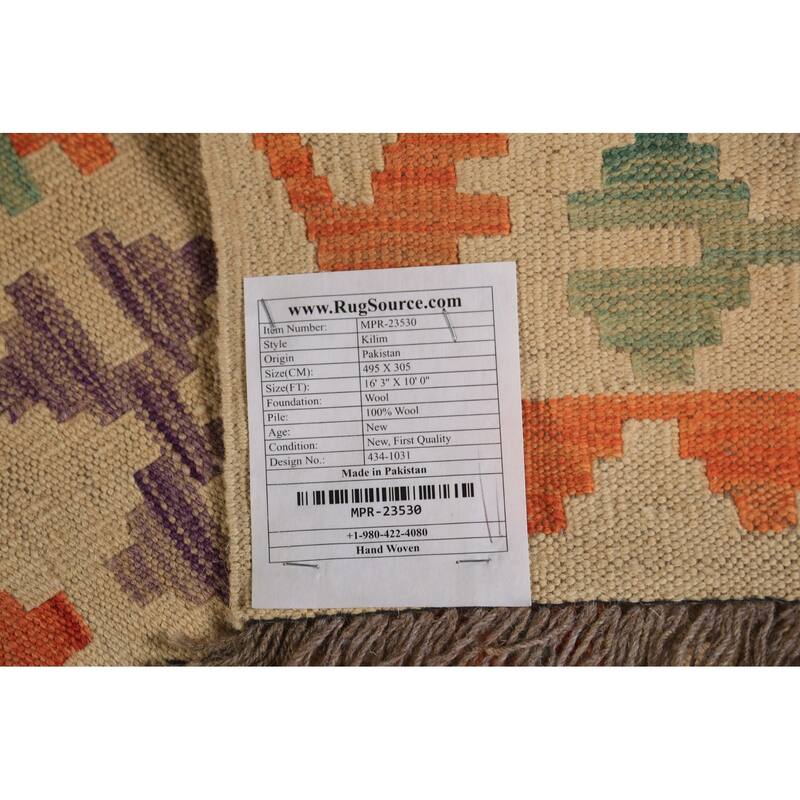 www.RugSource.com
Item Number: MPR-23530
Style Kilim
Origin Pakistan
Size(CM): 495 X 305
Size(FT): 16' 3" X 10' 0"
Foundation: Wool
Pile: 100% Wool
Age: New
Condition: New, First Quality
Design No.: 434-1031
Made in Pakistan
MPR-23530
+1-980-422-4080
Hand Woven